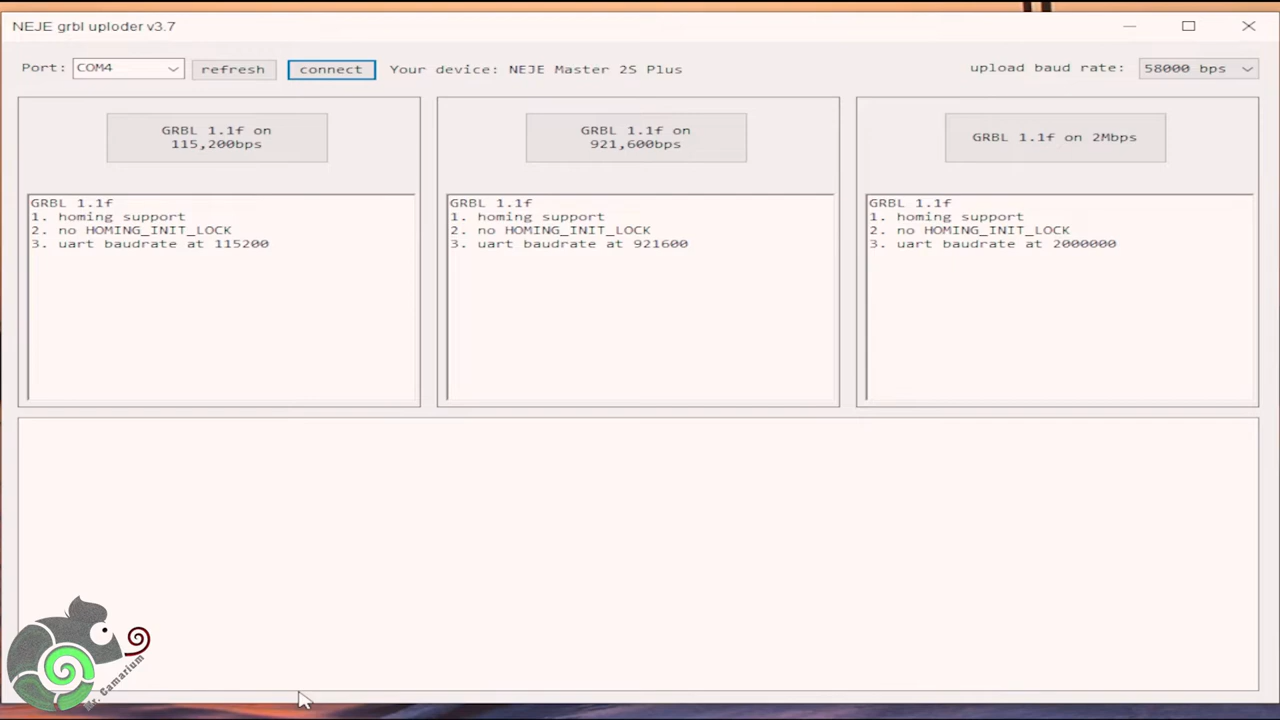 NEJE grbl uploder v3.7
Port: COM4 refresh connect Your device: NEJE Master 2S Plus upload baud rate: 58000 bps
GRBL 1.1f on
115,200bps
GRBL 1.1f
1. homing support
2. no HOMING_INIT_LOCK
3. uart baudrate at 115200
GRBL 1.1f on
921,600bps
GRBL 1.1f
1. homing support
2. no HOMING_INIT_LOCK
3. uart baudrate at 921600
GRBL 1.1f on 2Mbps
GRBL 1.1f
1. homing support
2. no HOMING_INIT_LOCK
3. uart baudrate at 2000000
Mr. Camarium